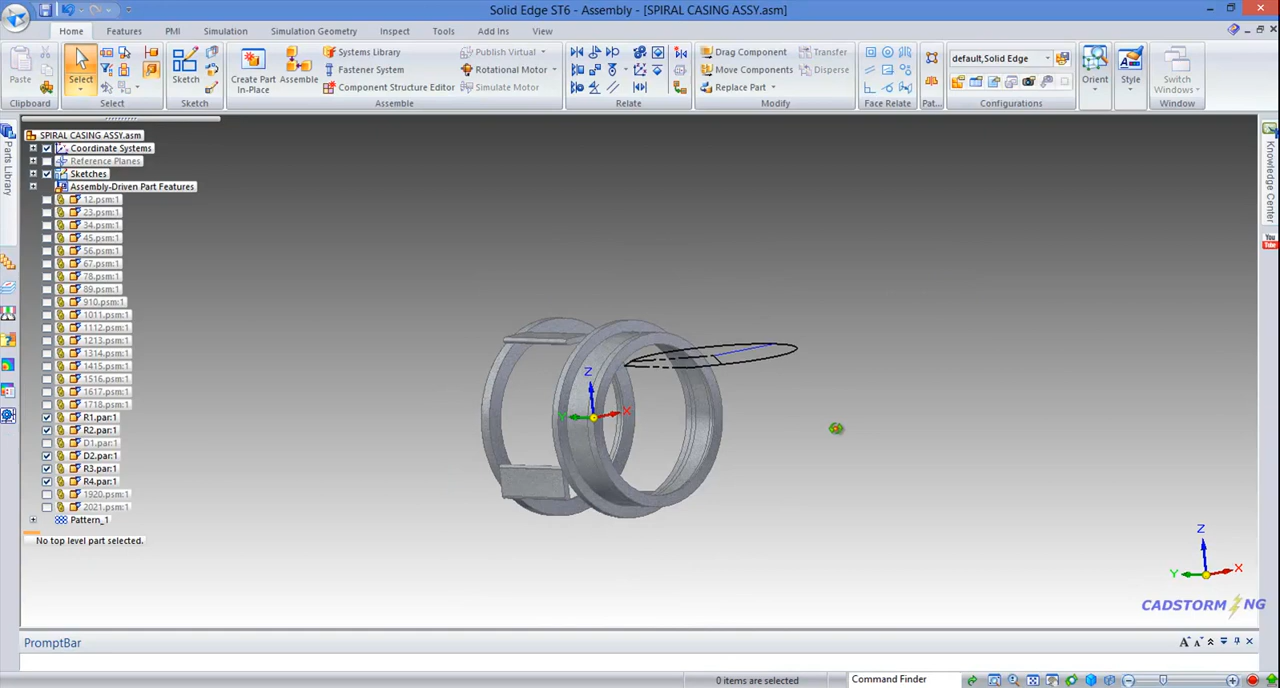 Solid Edge ST6 - Assembly - [SPIRAL CASING ASSY.asm]
Home Features PMI Simulation Simulation Geometry Inspect Tools Add Ins View
Paste
Clipboard
Select
Select
Sketch
Sketch
Create Part In-Place
Assemble
Systems Library
Fastener System
Component Structure Editor
Publish Virtual
Rotational Motor
Simulate Motor
Assemble
Relate
Drag Component
Move Components
Replace Part
Transfer
Disperse
Modify
Face Relate
Pat...
default,Solid Edge
Configurations
Orient
Style
Switch Windows
Window
Parts Library
SPIRAL CASING ASSY.asm
Coordinate Systems
Reference Planes
Sketches
Assembly-Driven Part Features
12.psm:1
23.psm:1
34.psm:1
45.psm:1
56.psm:1
67.psm:1
78.psm:1
89.psm:1
910.psm:1
1011.psm:1
1112.psm:1
1213.psm:1
1314.psm:1
1415.psm:1
1516.psm:1
1617.psm:1
1718.psm:1
R1.par:1
R2.par:1
D1.par:1
D2.par:1
R3.par:1
R4.par:1
1920.psm:1
2021.psm:1
Pattern_1
No top level part selected.
Z
X
Z
X
Y
Knowledge Center
You
Tube
CADSTORMING
PromptBar
0 items are selected
Command Finder